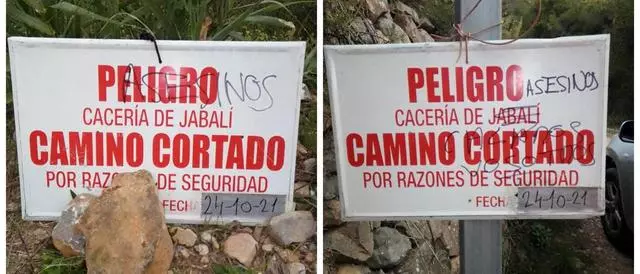 PELIGRO
ASESINOS
CACERÍA DE JABALÍ
CAMINO CORTADO
POR RAZONES DE SEGURIDAD
FECHA 24-10-21
PELIGRO
ASESINOS
CACERÍA DE JABALÍ
CAMINO CORTADO
POR RAZONES DE SEGURIDAD
FECHA 24-10-21